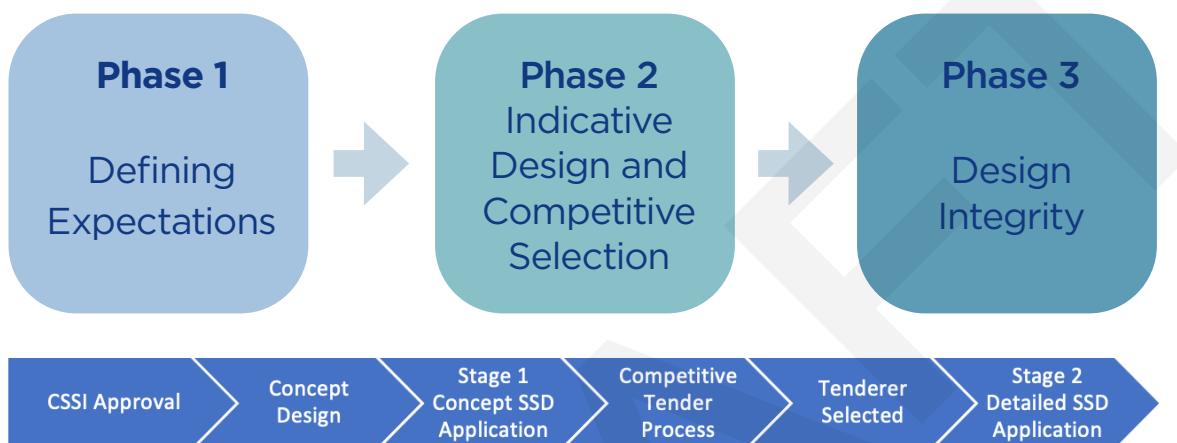 Phase 1
Defining
Expectations
Phase 2
Indicative
Design and
Competitive
Selection
Phase 3
Design
Integrity
CSSI Approval
Concept
Design
Stage 1
Concept SSD
Application
Competitive
Tender
Process
Tenderer
Selected
Stage 2
Detailed SSD
Application